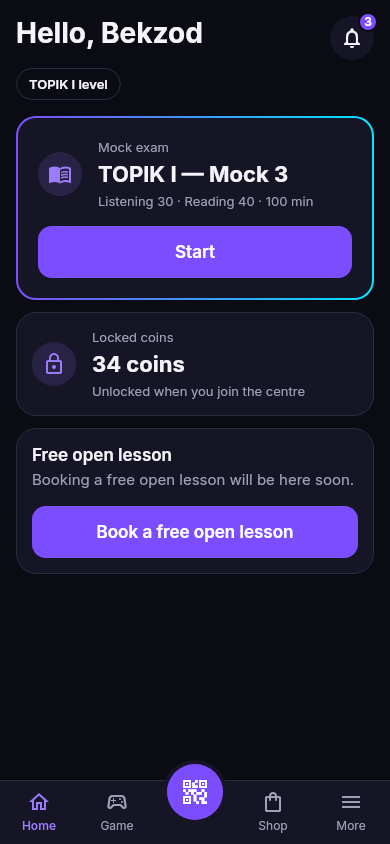 Hello, Bekzod
3
TOPIK I level
Mock exam
TOPIK I — Mock 3
Listening 30 · Reading 40 · 100 min
Start
Locked coins
34 coins
Unlocked when you join the centre
Free open lesson
Booking a free open lesson will be here soon.
Book a free open lesson
Home
Game
Shop
More